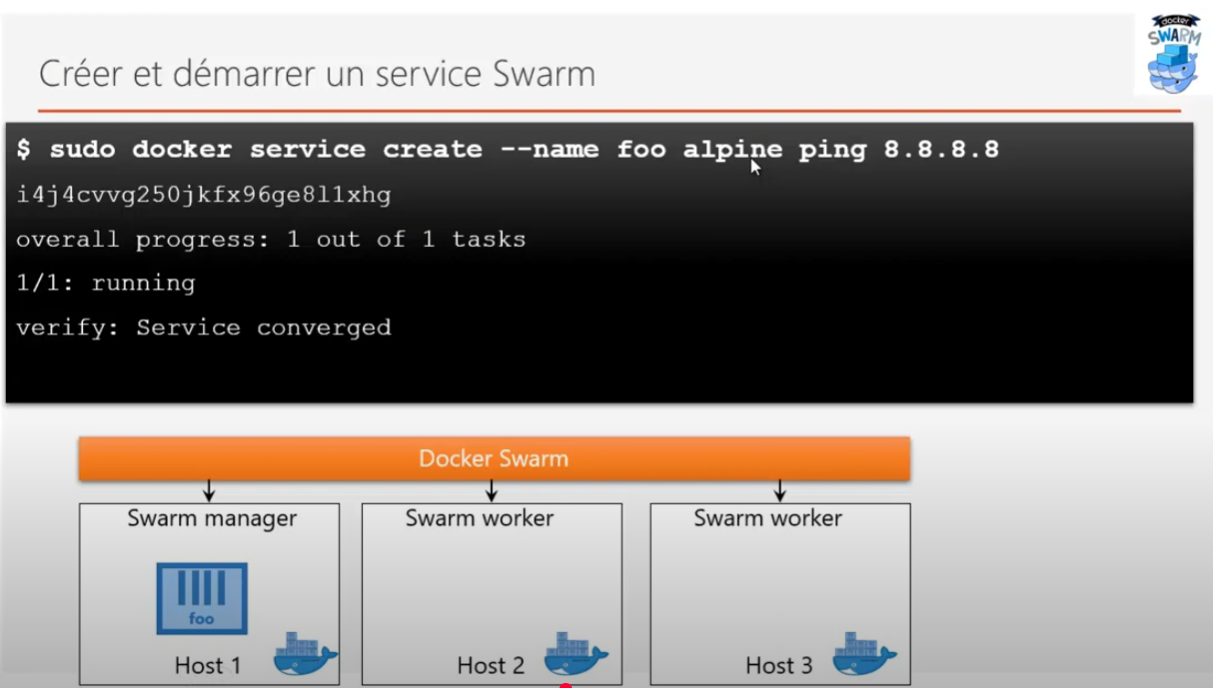 docker
SWARM
Créer et démarrer un service Swarm
$ sudo docker service create --name foo alpine ping 8.8.8.8
i4j4cvvg250jkfx96ge8l1xhg
overall progress: 1 out of 1 tasks
1/1: running
verify: Service converged
Docker Swarm
Swarm manager
Swarm worker
Swarm worker
foo
Host 1
Host 2
Host 3